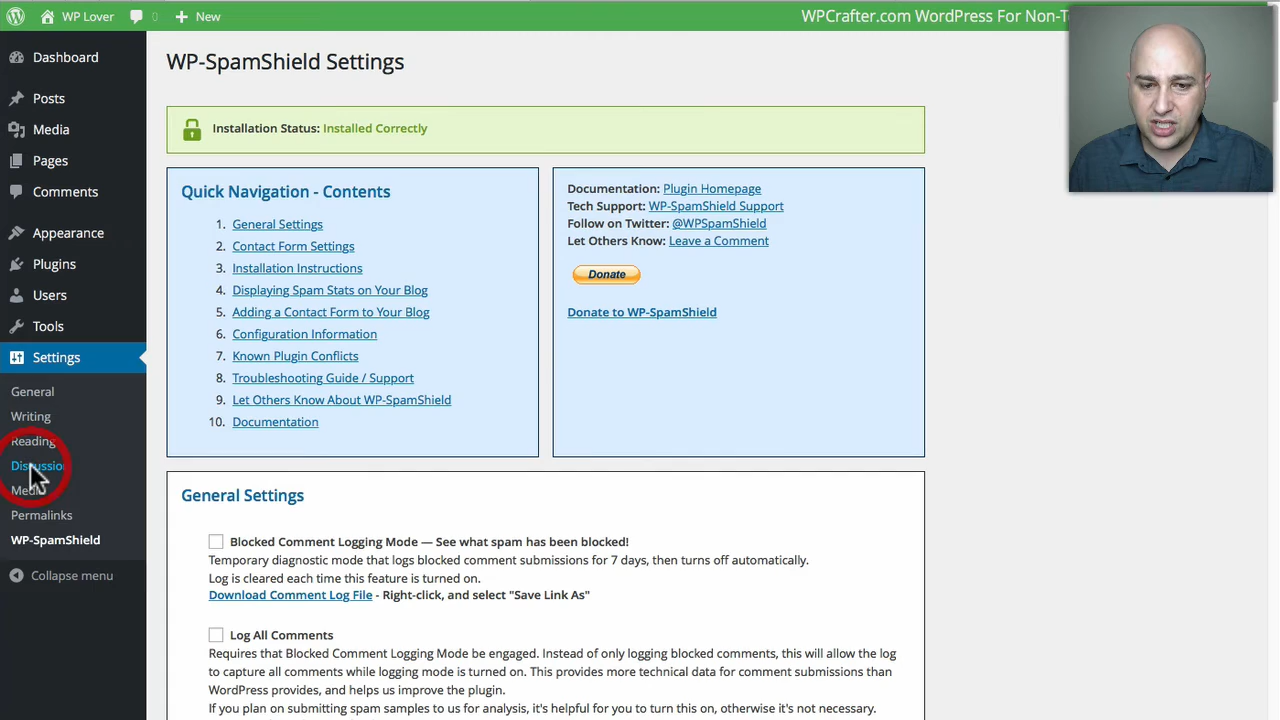 WP Lover
0
New
WPCrafter.com WordPress For Non-T
Dashboard
Posts
Media
Pages
Comments
Appearance
Plugins
Users
Tools
Settings
General
Writing
Reading
Discussion
Media
Permalinks
WP-SpamShield
Collapse menu
WP-SpamShield Settings
Installation Status: Installed Correctly
Quick Navigation - Contents
1. General Settings
2. Contact Form Settings
3. Installation Instructions
4. Displaying Spam Stats on Your Blog
5. Adding a Contact Form to Your Blog
6. Configuration Information
7. Known Plugin Conflicts
8. Troubleshooting Guide / Support
9. Let Others Know About WP-SpamShield
10. Documentation
Documentation: Plugin Homepage
Tech Support: WP-SpamShield Support
Follow on Twitter: @WPSpamShield
Let Others Know: Leave a Comment
Donate
Donate to WP-SpamShield
General Settings
Blocked Comment Logging Mode — See what spam has been blocked!
Temporary diagnostic mode that logs blocked comment submissions for 7 days, then turns off automatically.
Log is cleared each time this feature is turned on.
Download Comment Log File - Right-click, and select "Save Link As"
Log All Comments
Requires that Blocked Comment Logging Mode be engaged. Instead of only logging blocked comments, this will allow the log
to capture all comments while logging mode is turned on. This provides more technical data for comment submissions than
WordPress provides, and helps us improve the plugin.
If you plan on submitting spam samples to us for analysis, it's helpful for you to turn this on, otherwise it's not necessary.